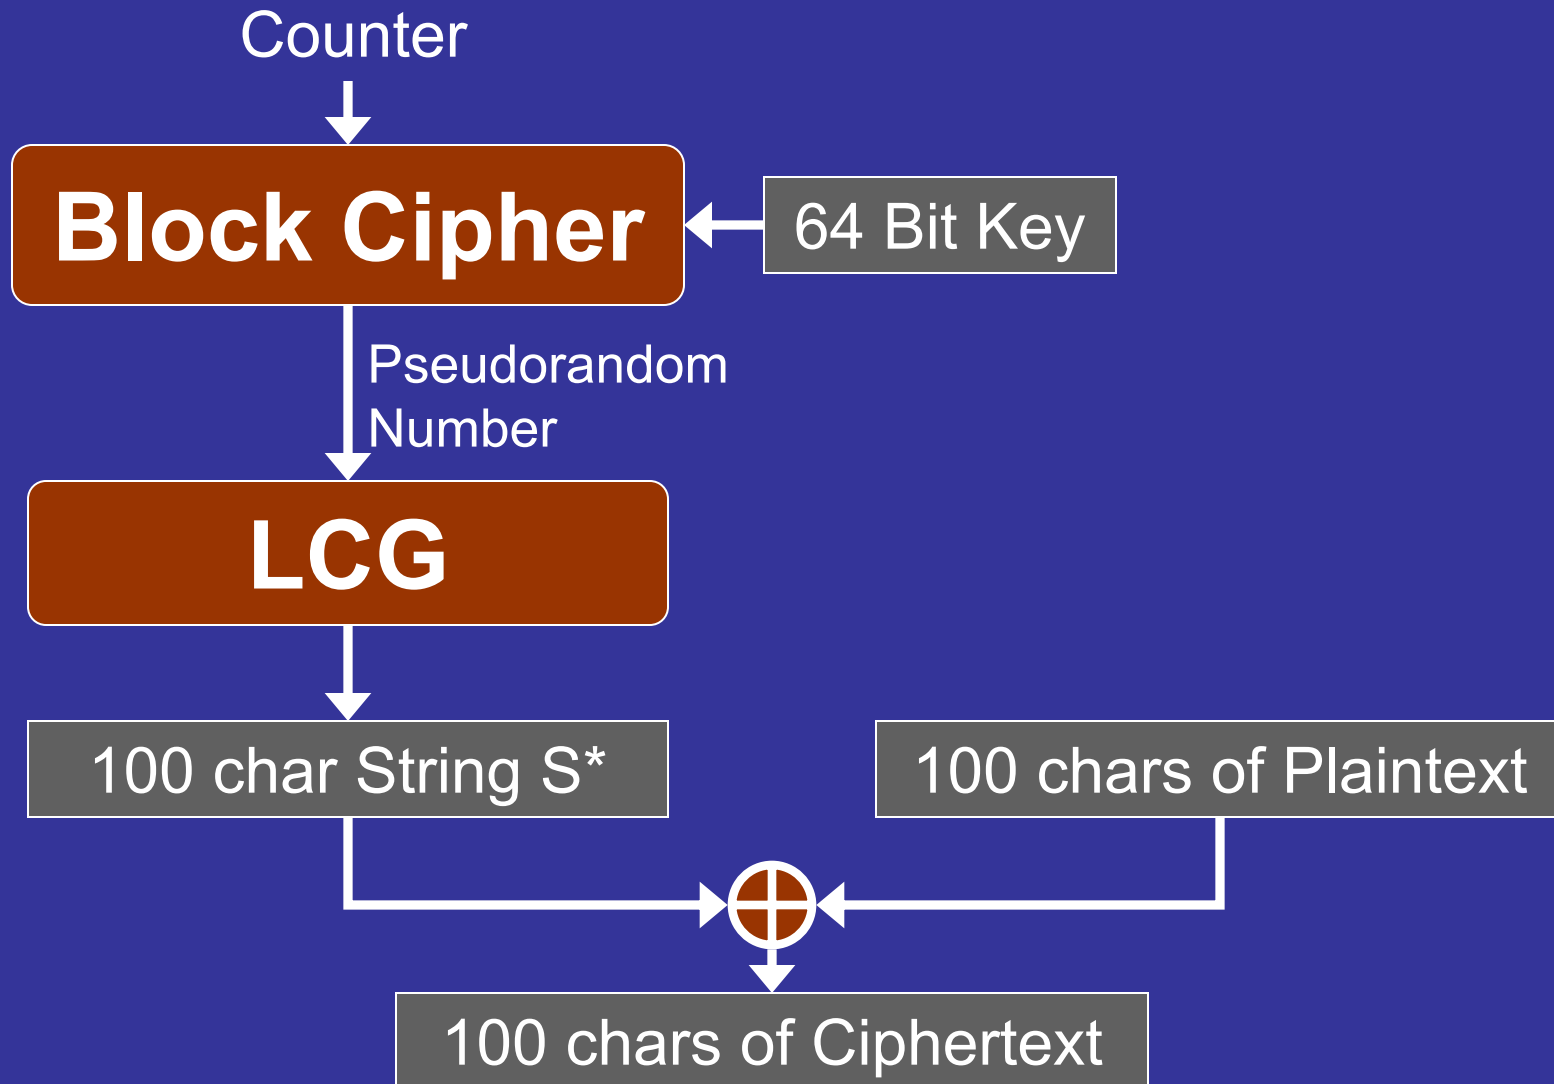 Counter
Block Cipher
64 Bit Key
Pseudorandom
Number
LCG
100 char String S*
100 chars of Plaintext
100 chars of Ciphertext